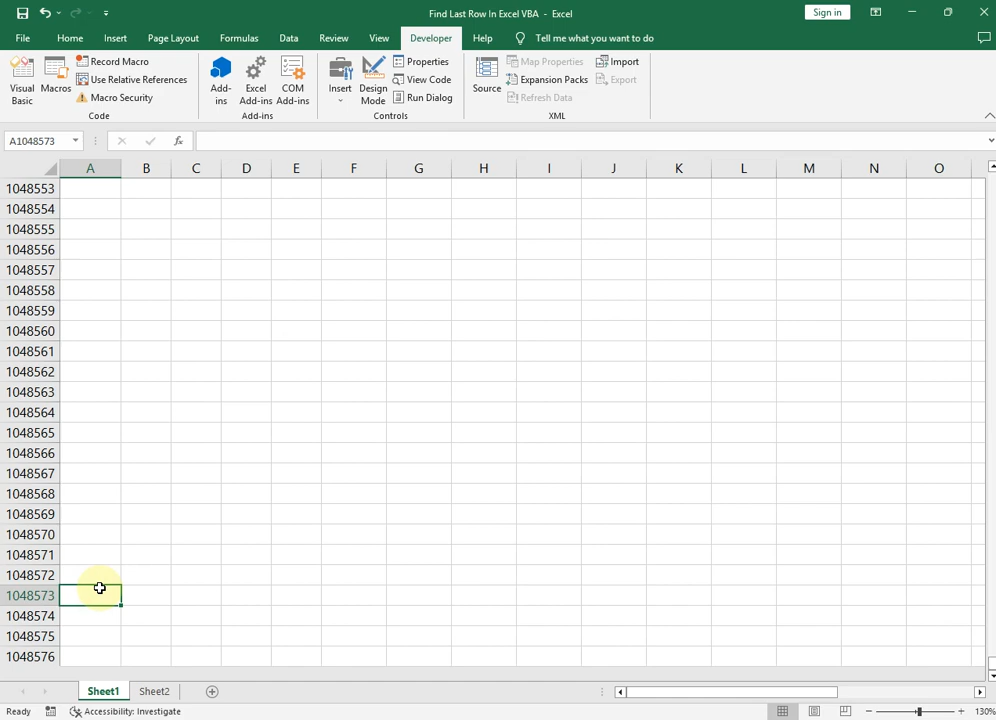 Find Last Row In Excel VBA - Excel
Sign in
File Home Insert Page Layout Formulas Data Review View Developer Help Tell me what you want to do
Visual Basic
Macros
Record Macro
Use Relative References
Macro Security
Code
Add-ins
Excel Add-ins
COM Add-ins
Add-ins
Insert
Design Mode
Properties
View Code
Run Dialog
Controls
Source
Map Properties
Expansion Packs
Refresh Data
Import
Export
XML
A1048573
fx
A B C D E F G H I J K L M N O
1048553
1048554
1048555
1048556
1048557
1048558
1048559
1048560
1048561
1048562
1048563
1048564
1048565
1048566
1048567
1048568
1048569
1048570
1048571
1048572
1048573
1048574
1048575
1048576
Sheet1 Sheet2
Ready Accessibility: Investigate 130%